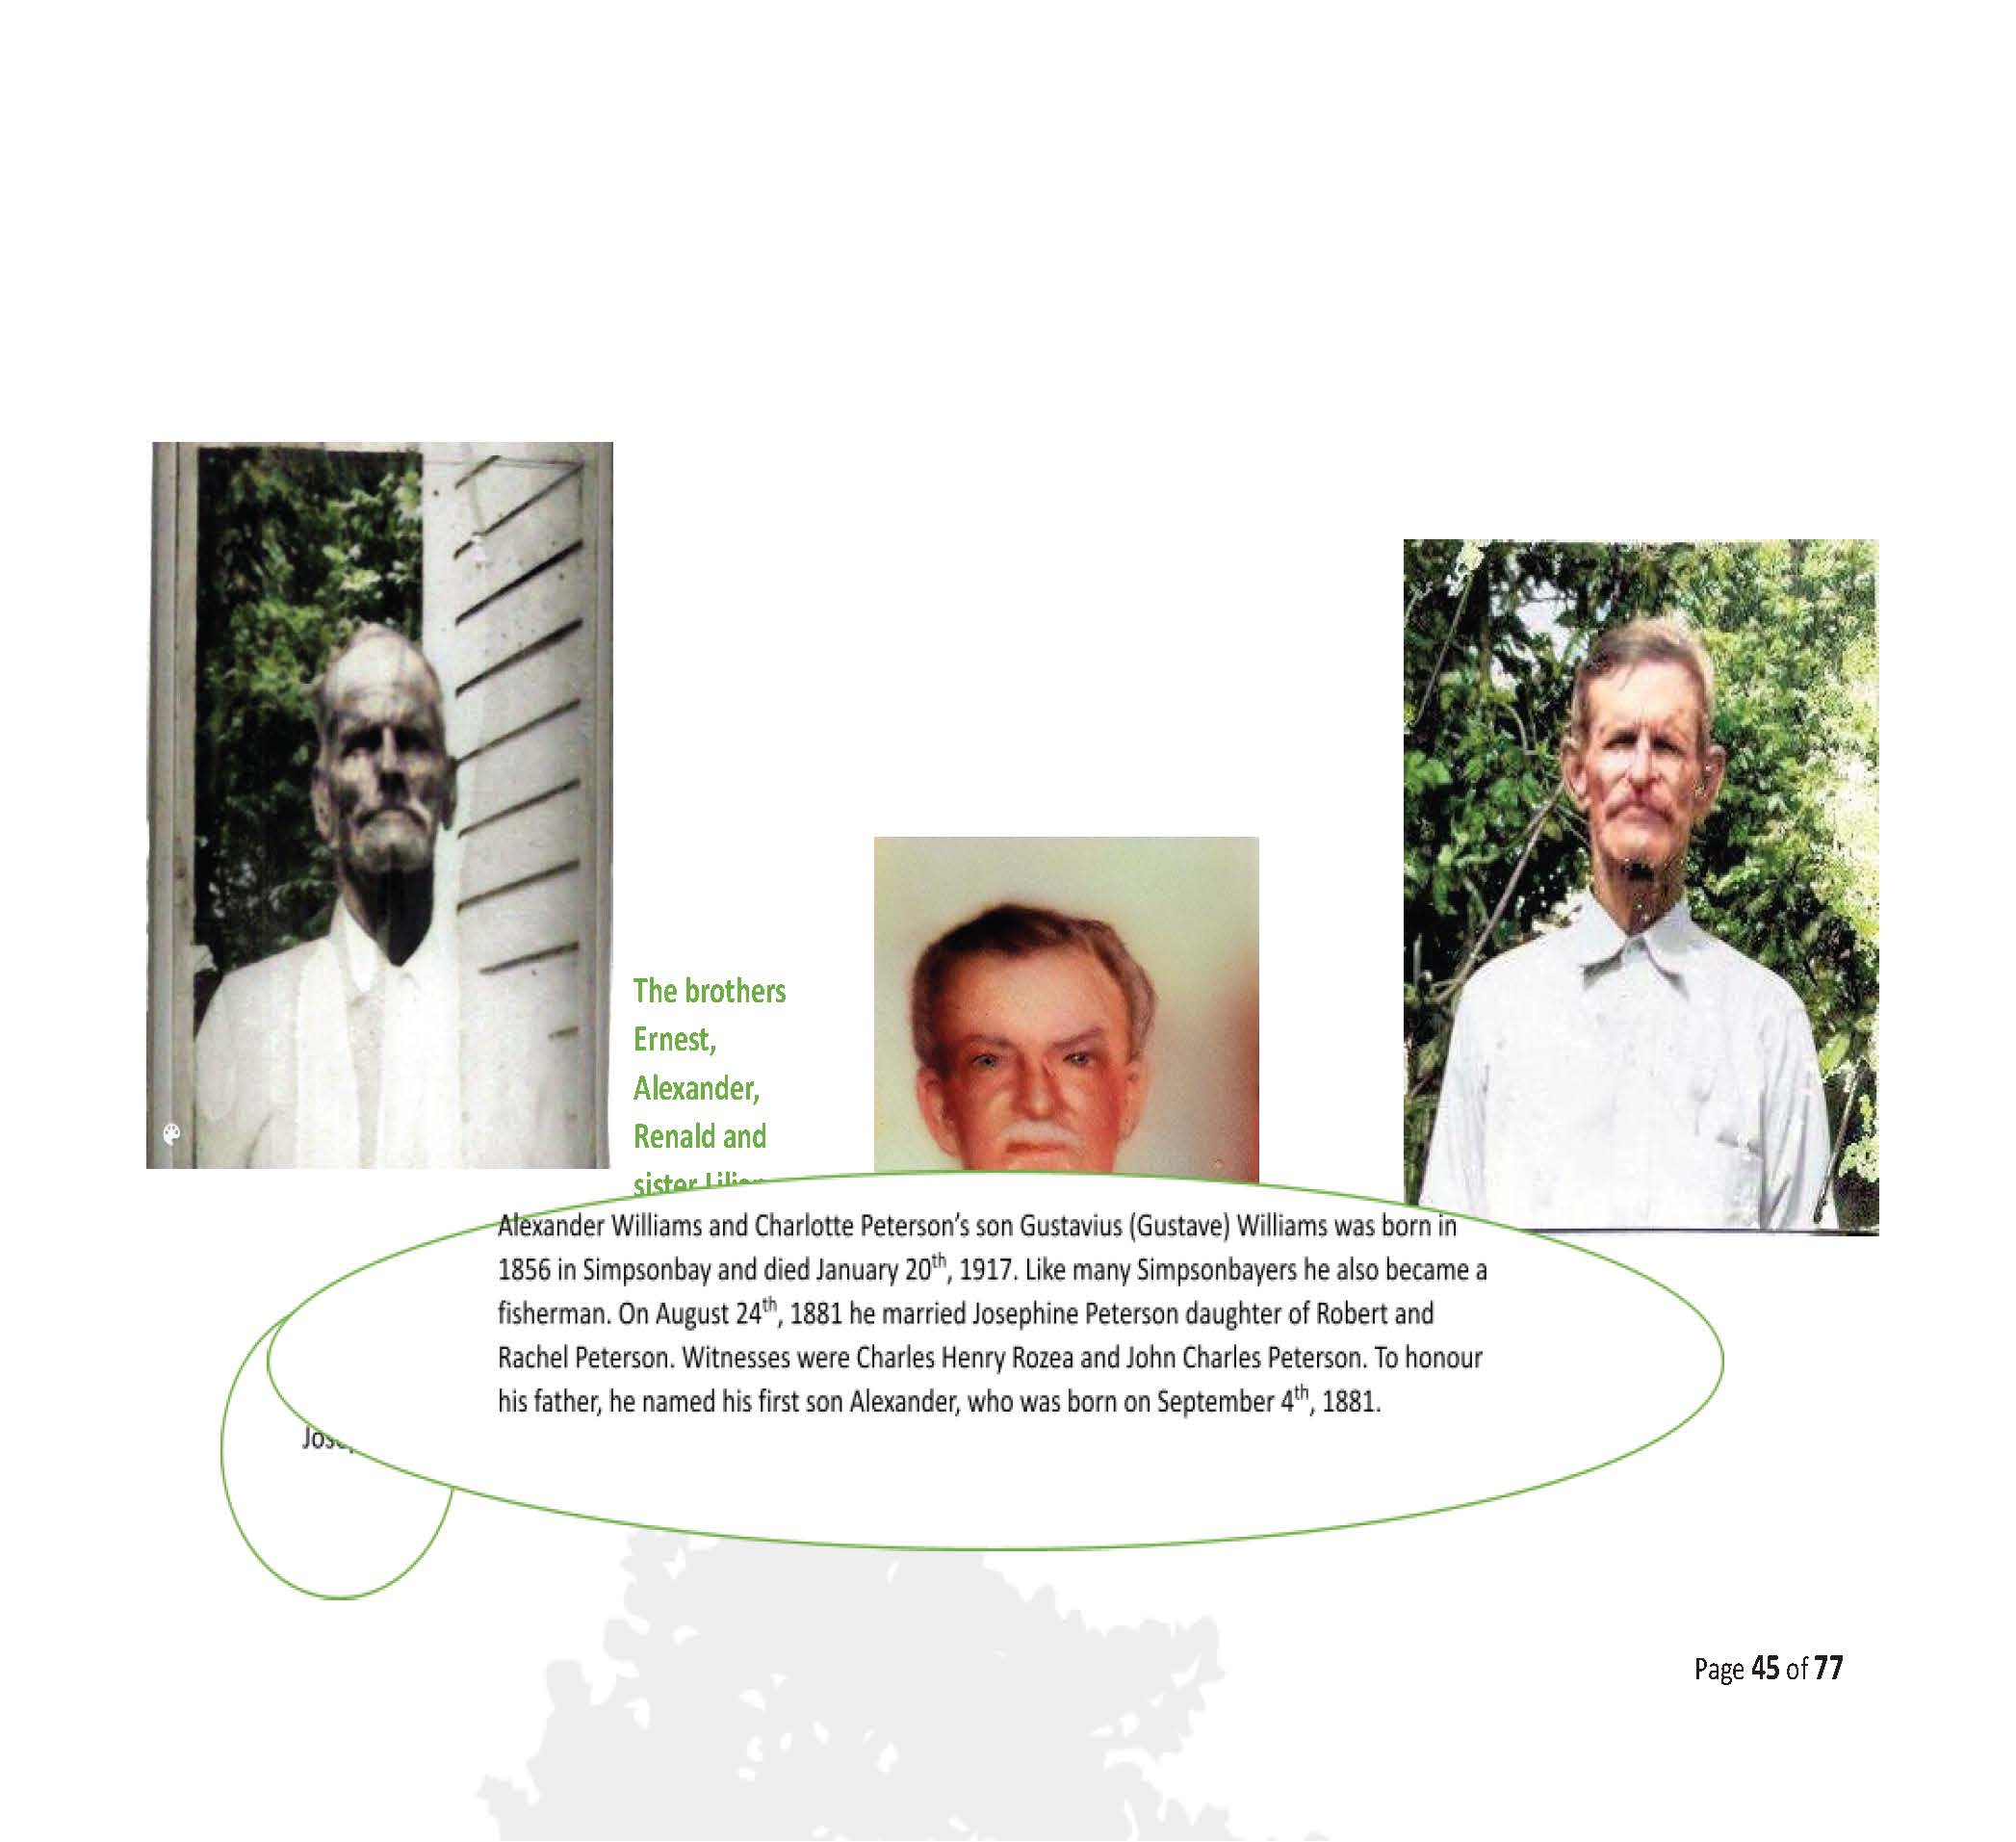 The brothers
Ernest,
Alexander,
Renald and
sister
Alexander Williams and Charlotte Peterson's son Gustavius (Gustave) Williams was born in
1856 in Simpsonbay and died January 20th, 1917. Like many Simpsonbayers he also became a
fisherman. On August 24th, 1881 he married Josephine Peterson daughter of Robert and
Rachel Peterson. Witnesses were Charles Henry Rozea and John Charles Peterson. To honour
his father, he named his first son Alexander, who was born on September 4th, 1881.
Page 45 of 77